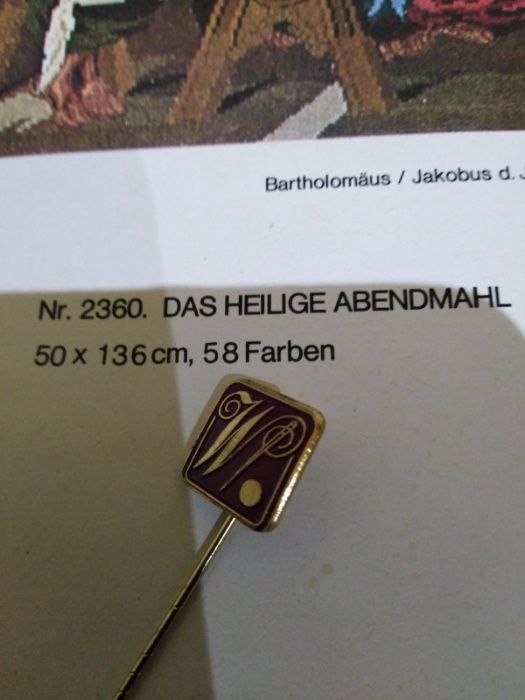 Bartholomäus / Jakobus d. J
Nr. 2360. DAS HEILIGE ABENDMAHL
50 x 136 cm, 58 Farben
W